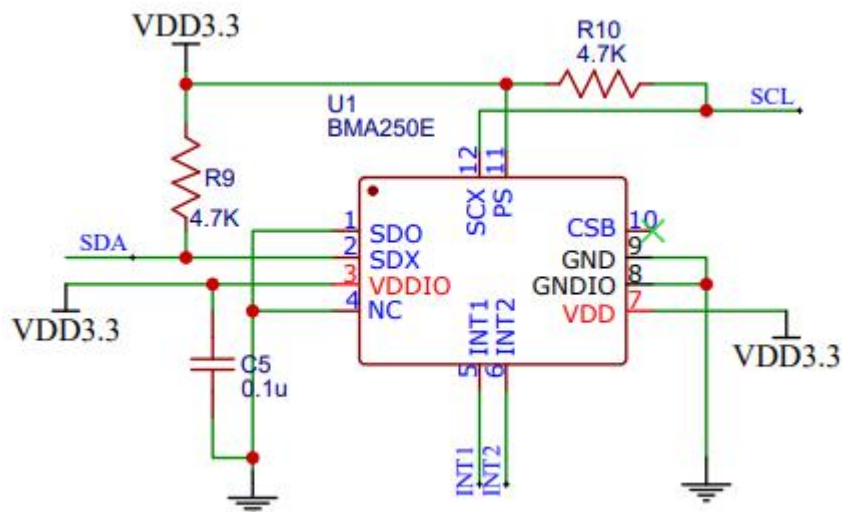 VDD3.3
R10
4.7K
U1
BMA250E
SCL
12
11
R9
4.7K
SCX
PS
1
SDO
CSB
10
SDA
2
SDX
GND
9
3
VDDIO
GNDIO
8
4
NC
VDD
7
VDD3.3
INT1
INT2
VDD3.3
C5
0.1u
5
6
INT1
INT2